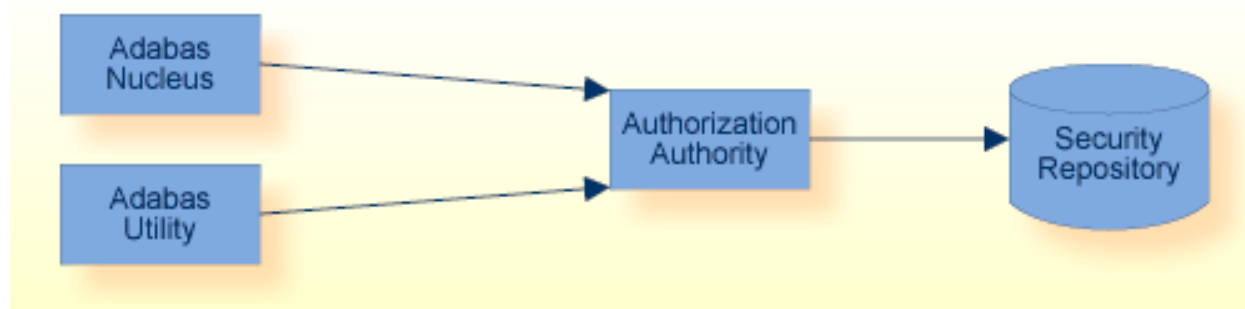 Adabas
Nucleus
Adabas
Utility
Authorization
Authority
Security
Repository